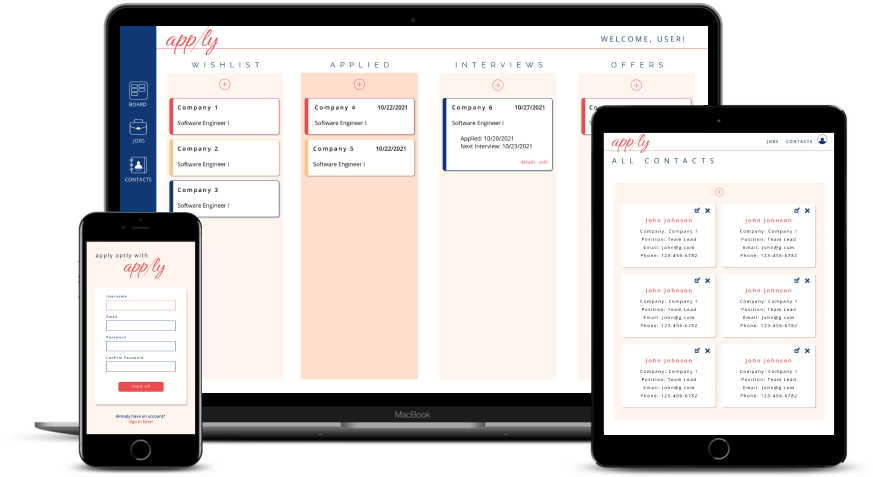 app/ly
WELCOME, USER!
BOARD
JOBS
CONTACTS
WISHLIST
Company 1
Software Engineer I
Company 2
Software Engineer I
Company 3
Software Engineer I
APPLIED
Company 4 10/22/2021
Software Engineer I
Company 5 10/22/2021
Software Engineer I
INTERVIEWS
Company 6 10/27/2021
Software Engineer I
Applied: 10/20/2021
Next Interview: 10/23/2021
details edit
OFFERS
MacBook
apply aptly with
app/ly
Username
Email
Password
Confirm Password
SIGN UP
Already have an account?
Sign in here!
app/ly
JOBS CONTACTS
ALL CONTACTS
John Johnson
Company: Company 1
Position: Team Lead
Email: John@g.com
Phone: 123-456-6782
John Johnson
Company: Company 1
Position: Team Lead
Email: John@g.com
Phone: 123-456-6782
John Johnson
Company: Company 1
Position: Team Lead
Email: John@g.com
Phone: 123-456-6782
John Johnson
Company: Company 1
Position: Team Lead
Email: John@g.com
Phone: 123-456-6782
John Johnson
Company: Company 1
Position: Team Lead
Email: John@g.com
Phone: 123-456-6782
John Johnson
Company: Company 1
Position: Team Lead
Email: John@g.com
Phone: 123-456-6782